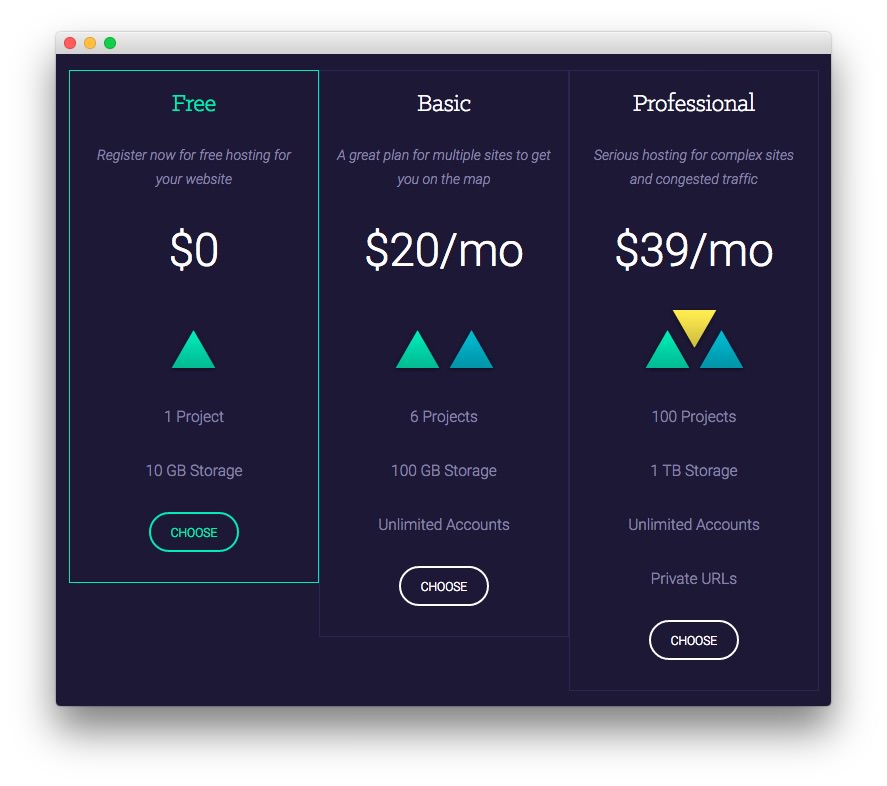 Free
Register now for free hosting for
your website
$0
1 Project
10 GB Storage
CHOOSE
Basic
A great plan for multiple sites to get
you on the map
$20/mo
6 Projects
100 GB Storage
Unlimited Accounts
CHOOSE
Professional
Serious hosting for complex sites
and congested traffic
$39/mo
100 Projects
1 TB Storage
Unlimited Accounts
Private URLs
CHOOSE